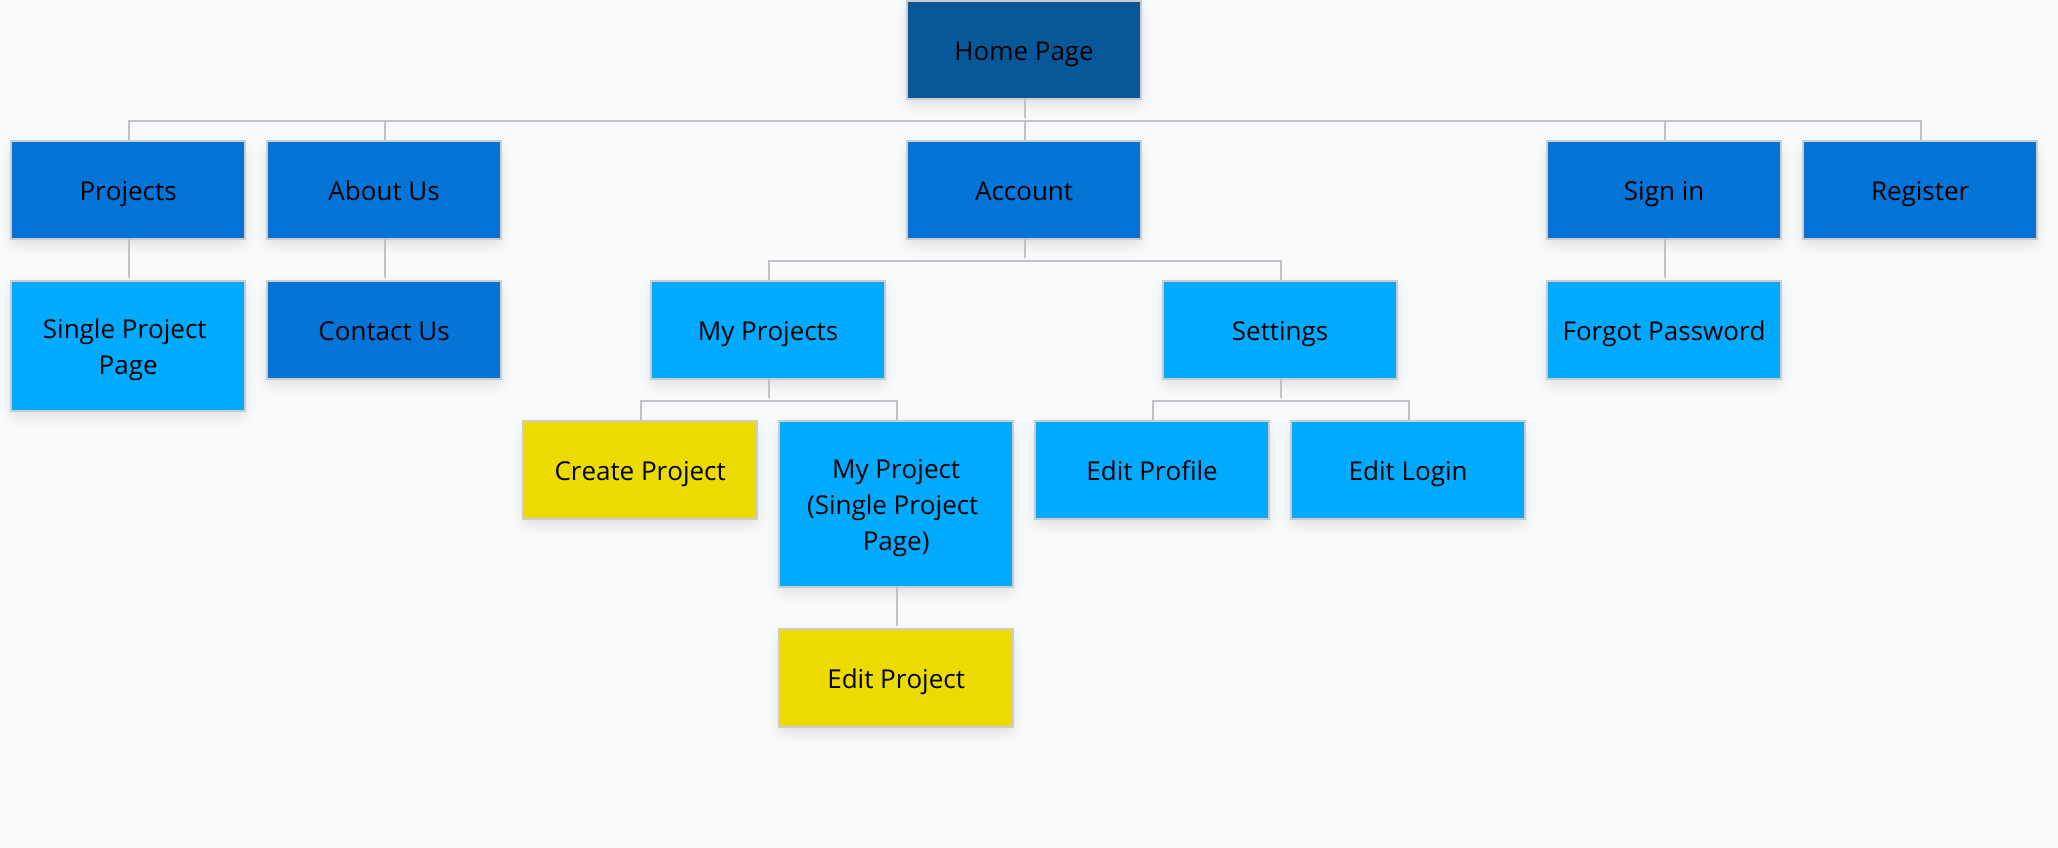 Home Page
Projects
About Us
Account
Sign in
Register
Single Project
Page
Contact Us
My Projects
Settings
Forgot Password
Create Project
My Project
(Single Project
Page)
Edit Profile
Edit Login
Edit Project